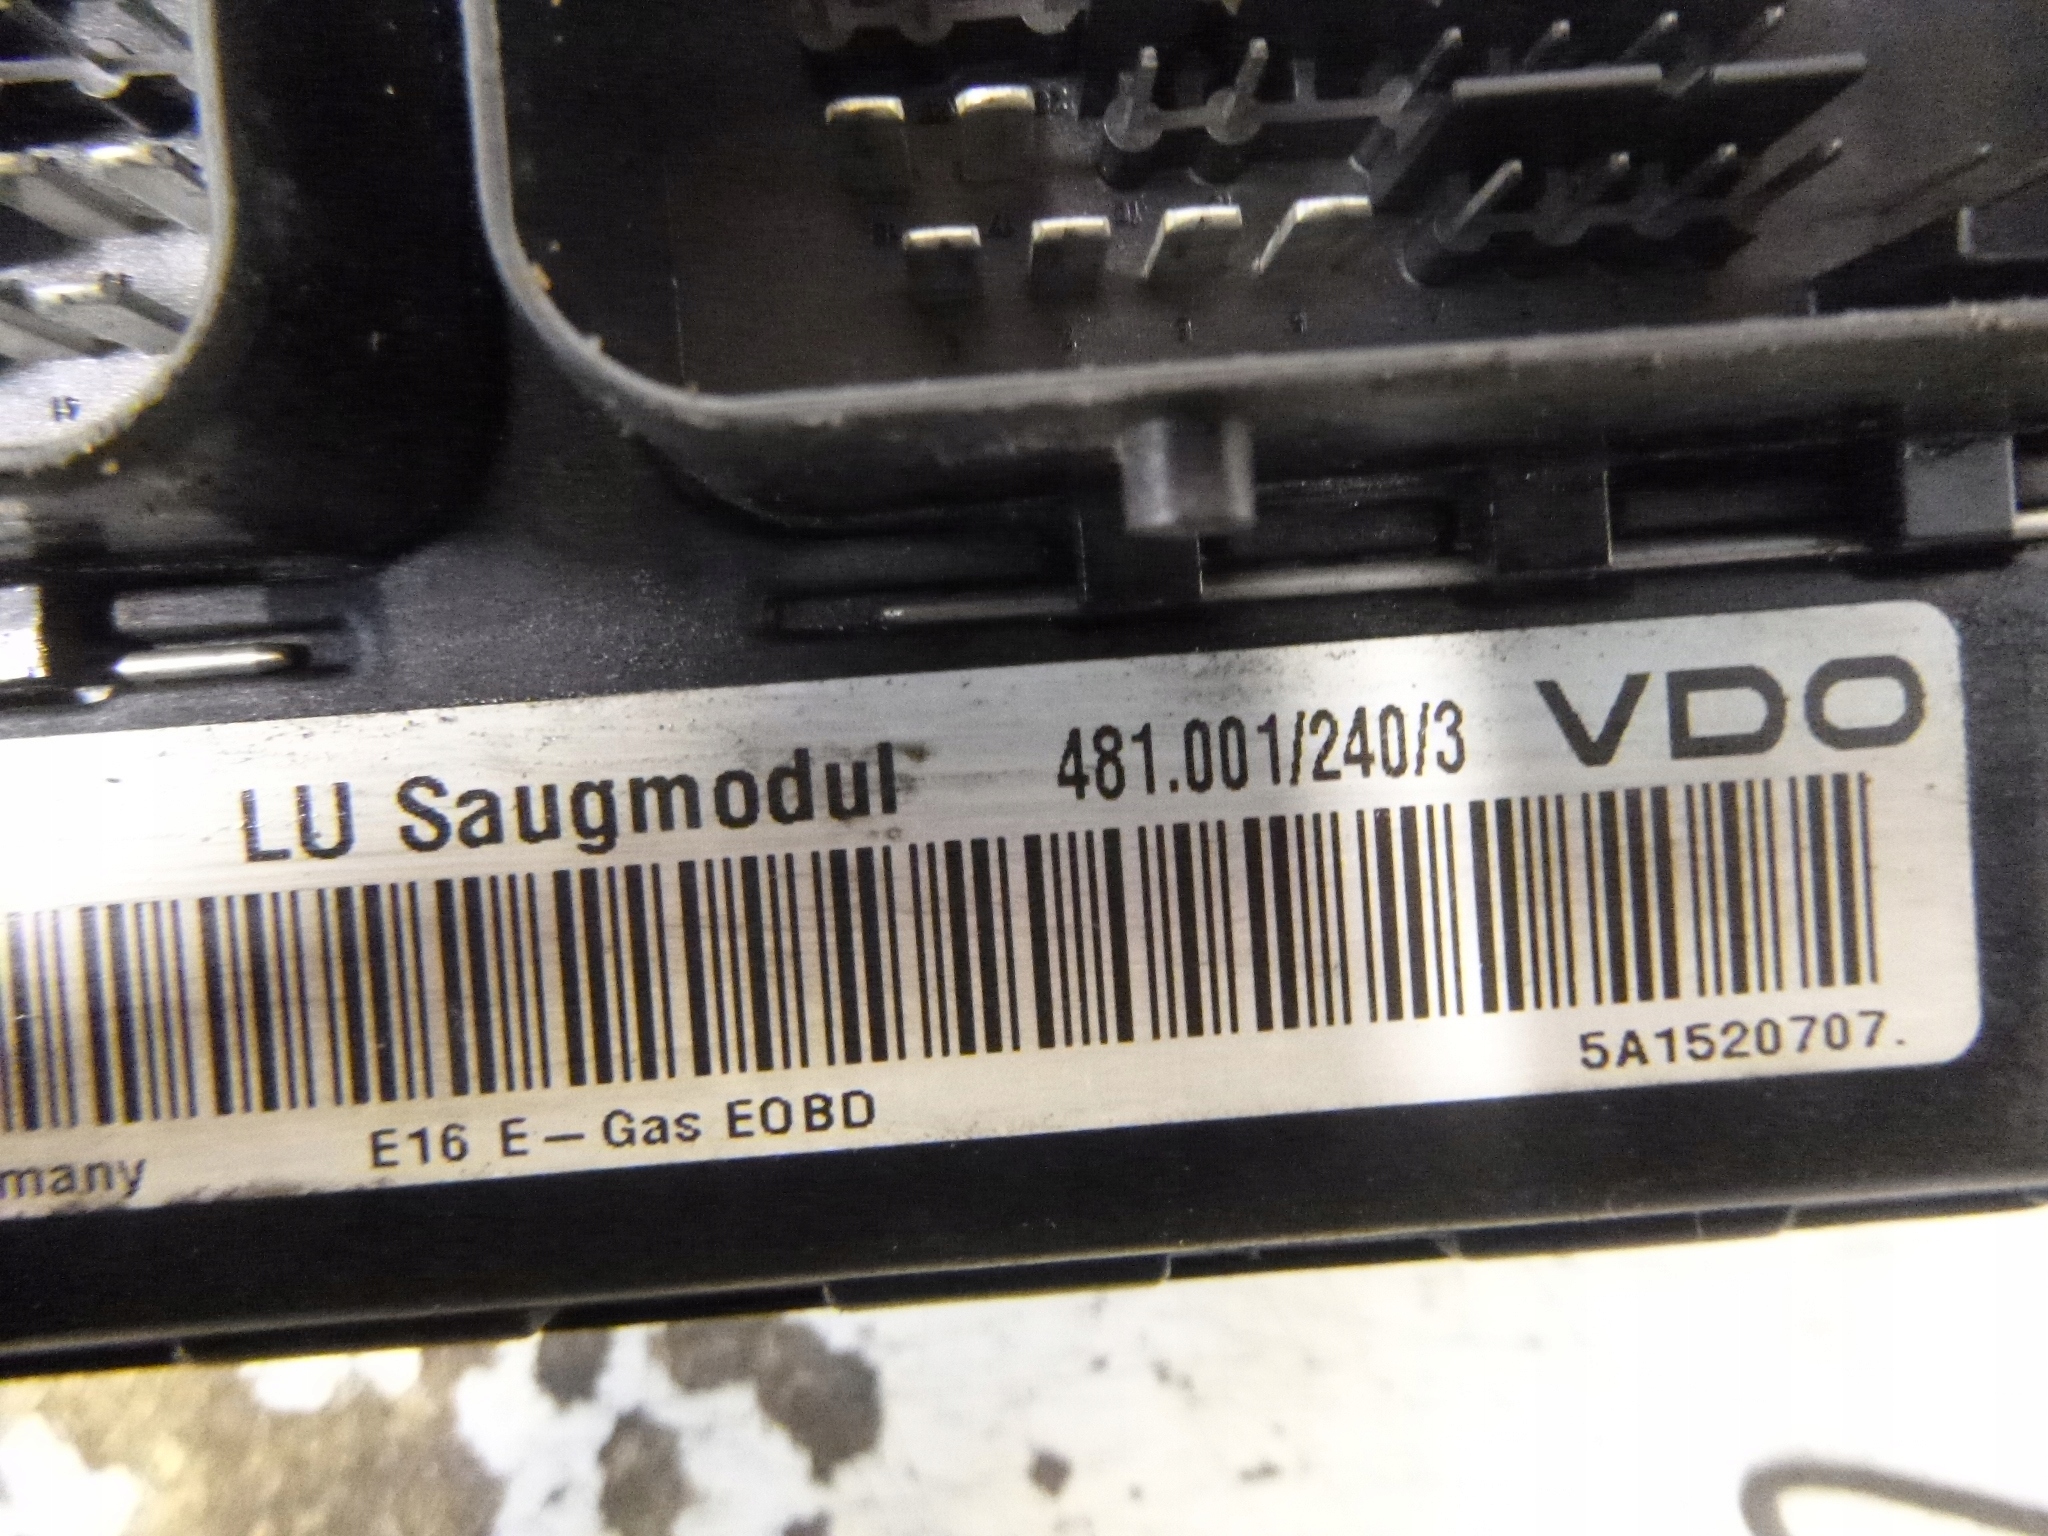 LU Saugmodul 481.001/240/3 VDO
5A1520707.
many E16 E-Gas EOBD